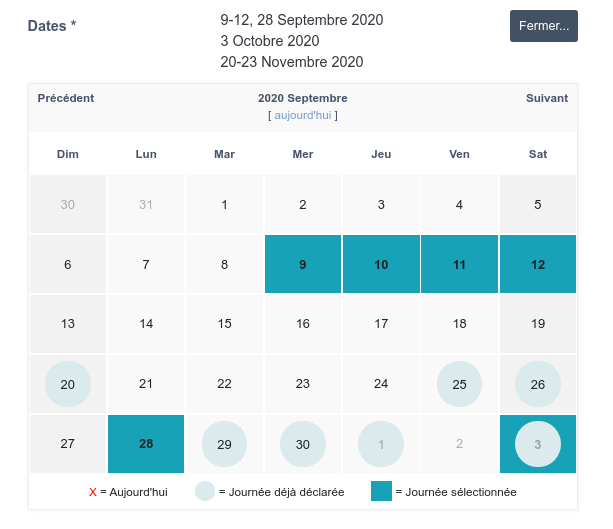 Dates *
9-12, 28 Septembre 2020
3 Octobre 2020
20-23 Novembre 2020
Fermer...
Précédent 2020 Septembre Suivant
[ aujourd'hui ]
Dim Lun Mar Mer Jeu Ven Sat
30 31 1 2 3 4 5
6 7 8 9 10 11 12
13 14 15 16 17 18 19
20 21 22 23 24 25 26
27 28 29 30 1 2 3
X = Aujourd'hui = Journée déjà déclarée = Journée sélectionnée